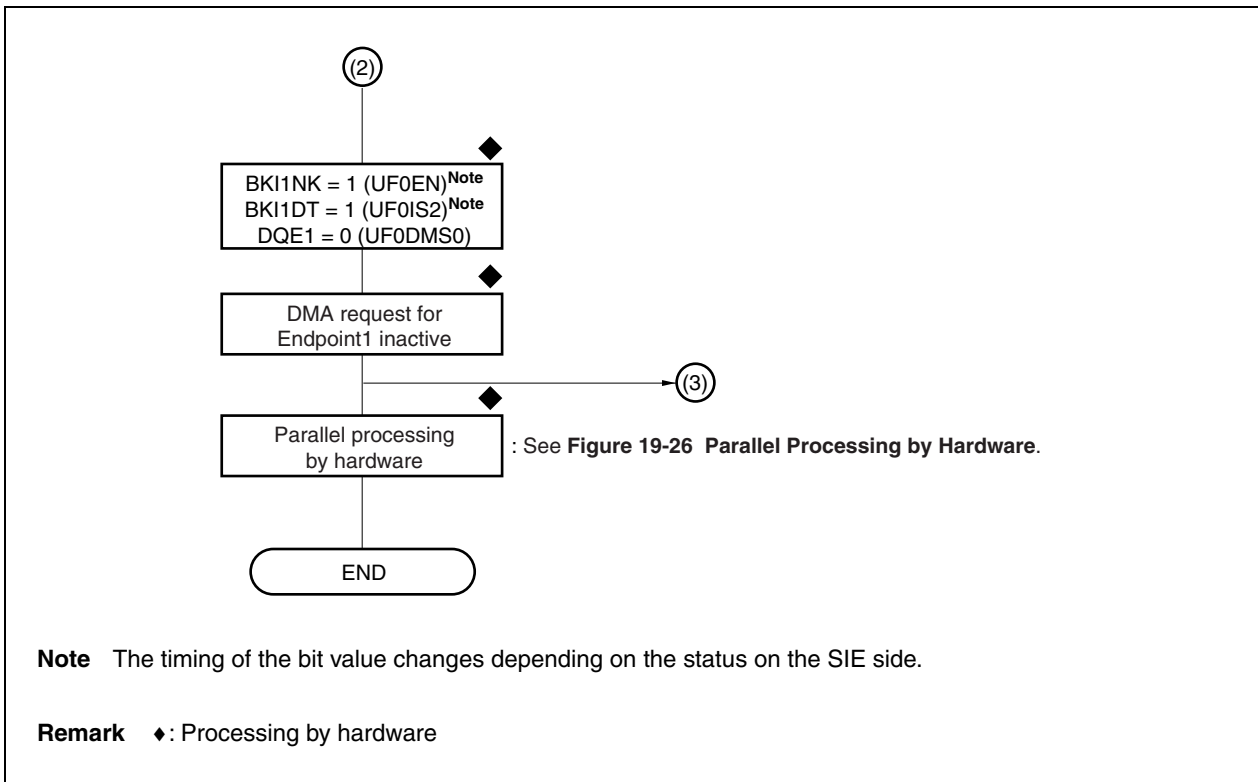 (2)
BKI1NK = 1 (UF0EN)Note
BKI1DT = 1 (UF0IS2)Note
DQE1 = 0 (UF0DMS0)
DMA request for
Endpoint1 inactive
(3)
Parallel processing
by hardware
: See Figure 19-26 Parallel Processing by Hardware.
END
Note The timing of the bit value changes depending on the status on the SIE side.
Remark ♦: Processing by hardware